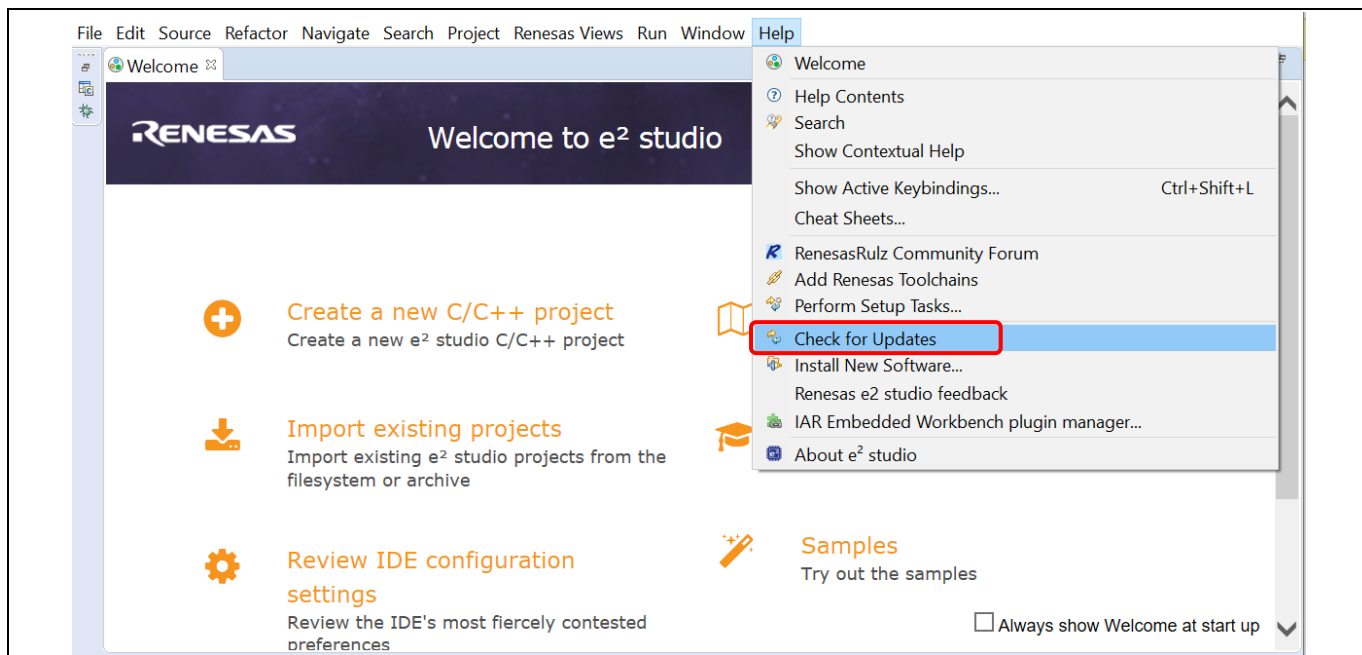 File Edit Source Refactor Navigate Search Project Renesas Views Run Window Help
Welcome
RENESAS
Welcome to e² studio
Create a new C/C++ project
Create a new e² studio C/C++ project
Import existing projects
Import existing e² studio projects from the
filesystem or archive
Review IDE configuration
settings
Review the IDE's most fiercely contested
preferences
Samples
Try out the samples
Always show Welcome at start up
Welcome
Help Contents
Search
Show Contextual Help
Show Active Keybindings... Ctrl+Shift+L
Cheat Sheets...
RenesasRulz Community Forum
Add Renesas Toolchains
Perform Setup Tasks...
Check for Updates
Install New Software...
Renesas e2 studio feedback
IAR Embedded Workbench plugin manager...
About e² studio